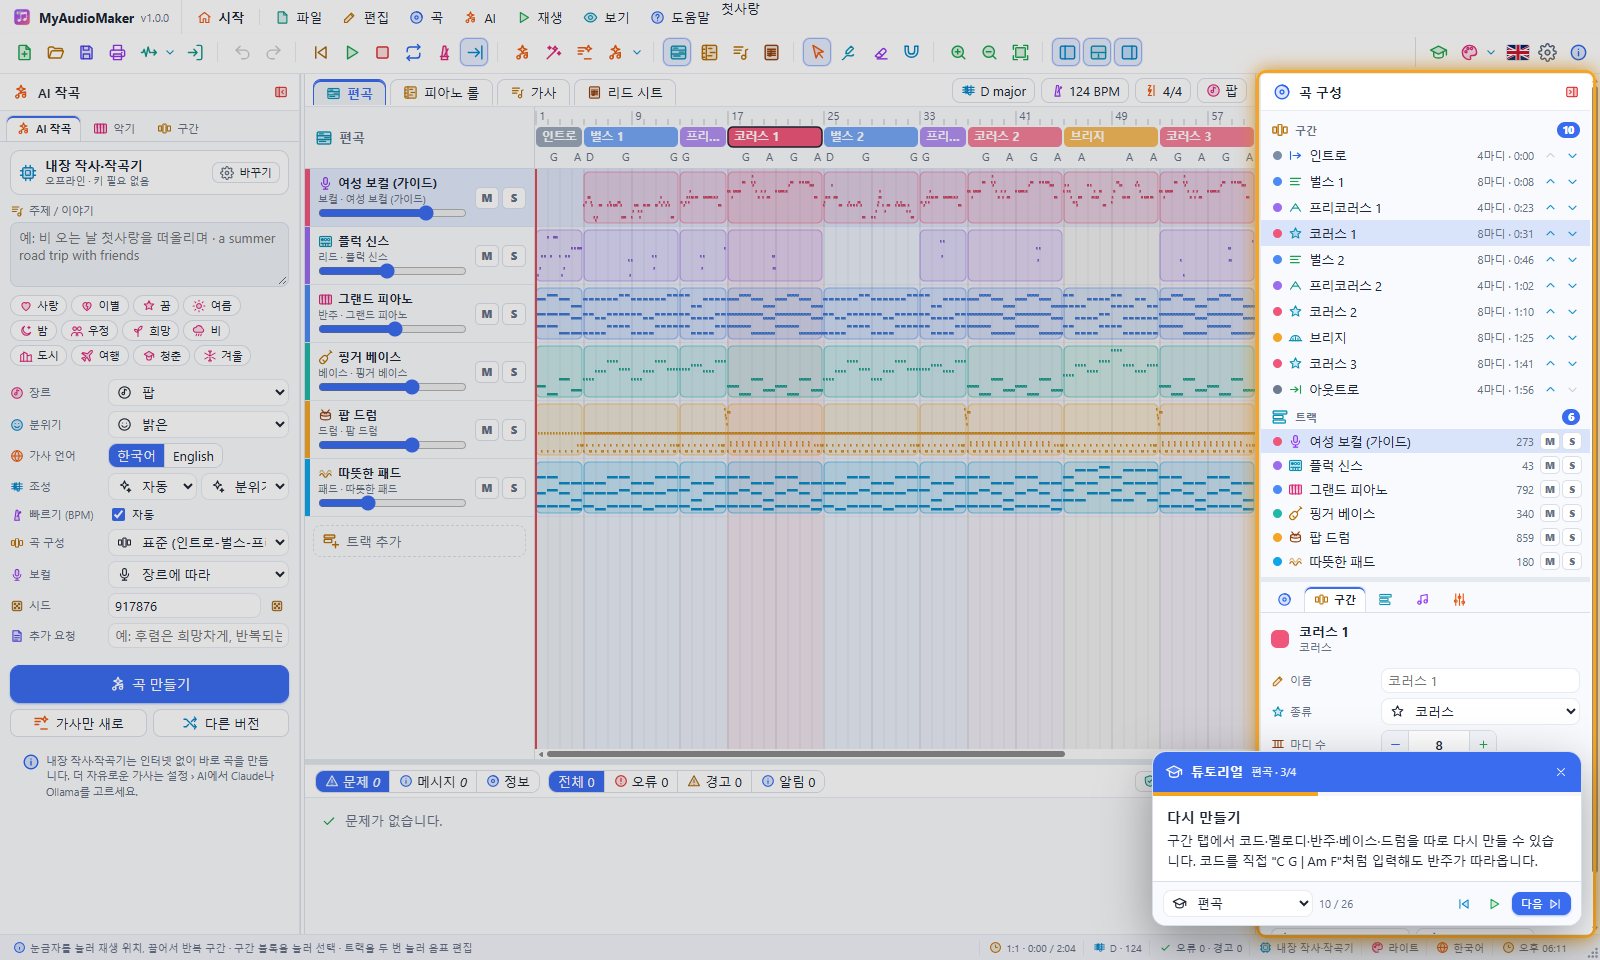 MyAudioMaker v1.0.0 시작 파일 편집 곡 AI 재생 보기 도움말 첫사랑
AI 작곡
AI 작곡 악기 구간
내장 작사·작곡기
오프라인 · 키 필요 없음
바꾸기
주제 / 이야기
예: 비 오는 날 첫사랑을 떠올리며 · a summer
road trip with friends
사랑 이별 꿈 여름
밤 우정 희망 비
도시 여행 청춘 겨울
장르 팝
분위기 밝은
가사 언어 한국어 English
조성 자동
빠르기 (BPM) 자동
곡 구성 표준 (인트로-벌스-프
보컬 장르에 따라
시드 917876
추가 요청 예: 후렴은 희망차게, 반복되는
곡 만들기
가사만 새로 다른 버전
내장 작사·작곡기는 인터넷 없이 바로 곡을 만듭
니다. 더 자유로운 가사는 설정 › AI에서 Claude나
Ollama를 고르세요.
편곡 피아노 롤 가사 리드 시트
D major 124 BPM 4/4 팝
편곡
1 9 17 25 33 41 49 57
인트로 벌스 1 프리... 코러스 1 벌스 2 프리... 코러스 2 브리지 코러스 3
G A D G G G G A G A D G G G G A G A A A G A G
여성 보컬 (가이드)
보컬 · 여성 보컬 (가이드)
M S
플럭 신스
리드 · 플럭 신스
M S
그랜드 피아노
반주 · 그랜드 피아노
M S
핑거 베이스
베이스 · 핑거 베이스
M S
팝 드럼
드럼 · 팝 드럼
M S
따뜻한 패드
패드 · 따뜻한 패드
M S
트랙 추가
문제 0 메시지 0 정보 전체 0 오류 0 경고 0 알림 0
문제가 없습니다.
곡 구성
구간 10
인트로 4마디 · 0:00
벌스 1 8마디 · 0:08
프리코러스 1 4마디 · 0:23
코러스 1 8마디 · 0:31
벌스 2 8마디 · 0:46
프리코러스 2 4마디 · 1:02
코러스 2 8마디 · 1:10
브리지 8마디 · 1:25
코러스 3 8마디 · 1:41
아웃트로 4마디 · 1:56
트랙 6
여성 보컬 (가이드) 273 M S
플럭 신스 43 M S
그랜드 피아노 792 M S
핑거 베이스 340 M S
팝 드럼 859 M S
따뜻한 패드 180 M S
구간
코러스 1
코러스
이름 코러스 1
종류 코러스
마디 수 8
튜토리얼 편곡 · 3/4
다시 만들기
구간 탭에서 코드·멜로디·반주·베이스·드럼을 따로 다시 만들 수 있습
니다. 코드를 직접 "C G | Am F"처럼 입력해도 반주가 따라옵니다.
편곡 10 / 26 다음
눈금자를 눌러 재생 위치, 끌어서 반복 구간 · 구간 블록을 눌러 선택 · 트랙을 두 번 눌러 음표 편집
1:1 · 0:00 / 2:04 D · 124 오류 0 · 경고 0 내장 작사·작곡기 라이트 한국어 오후 06:11